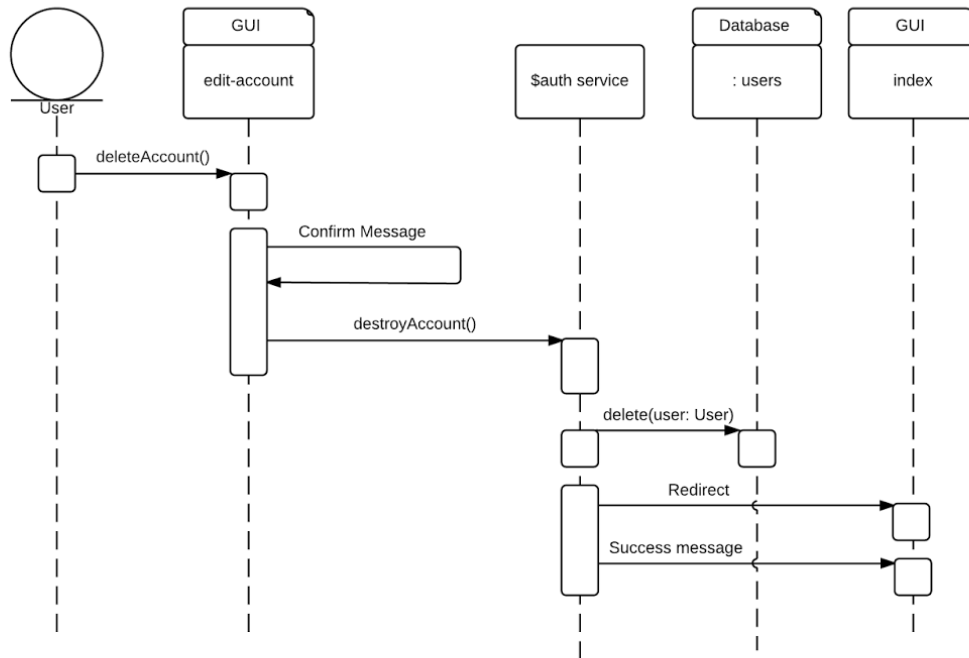 GUI
Database
GUI
edit-account
$auth service
: users
index
User
deleteAccount()
Confirm Message
destroyAccount()
delete(user: User)
Redirect
Success message